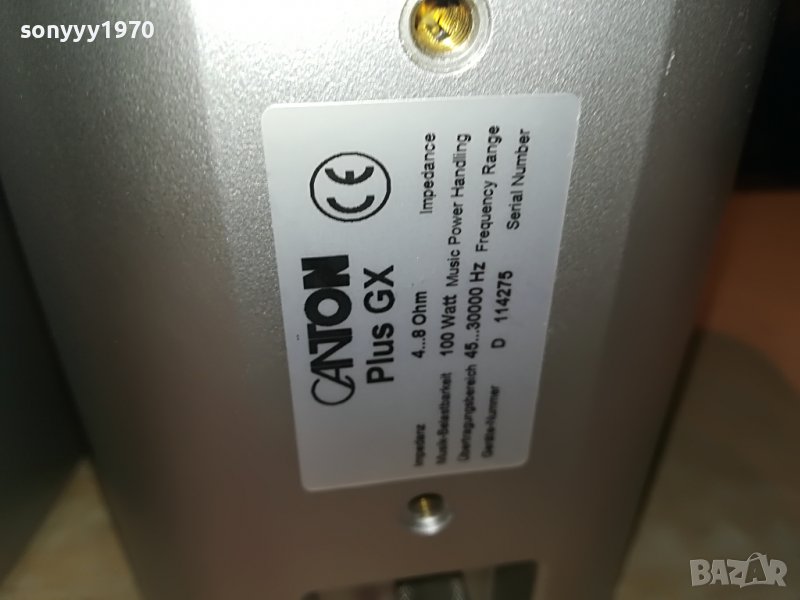 sonyyy1970
CANTON
Plus GX
CE
Impedanz 4...8 Ohm Impedance
Musik-Belastbarkeit 100 Watt Music Power Handling
Übertragungsbereich 45...30000 Hz Frequency Range
Geräte-Nummer D 114275 Serial Number
BAZAR